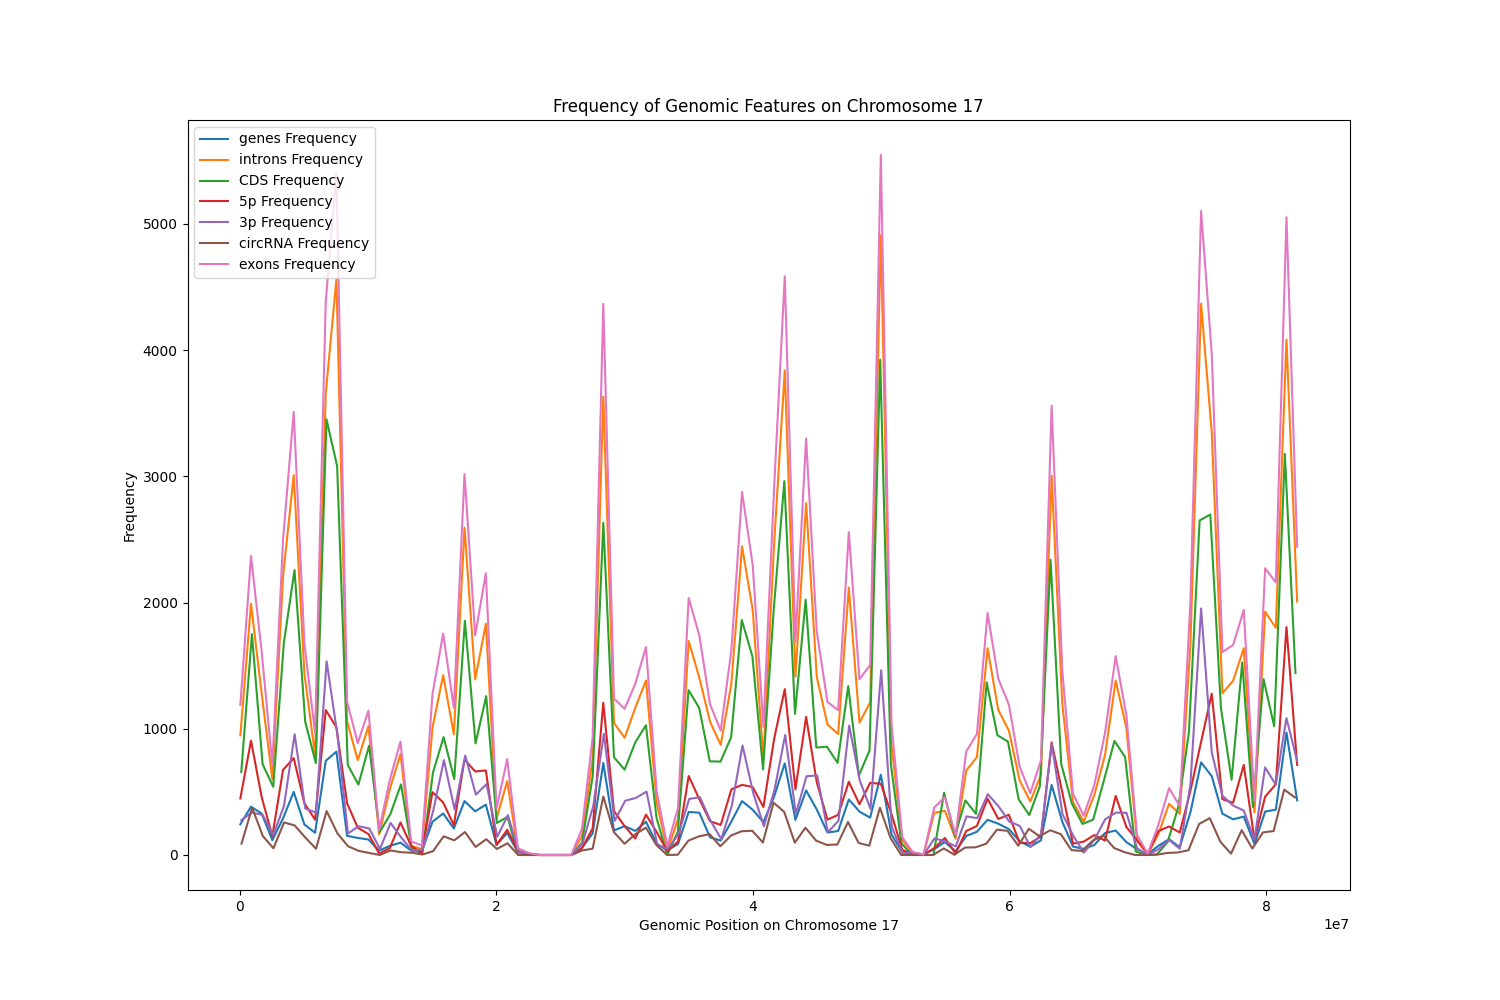 Frequency of Genomic Features on Chromosome 17
genes Frequency
introns Frequency
CDS Frequency
5p Frequency
3p Frequency
circRNA Frequency
exons Frequency
5000
4000
3000
2000
1000
0
Frequency
0 2 4 6 8
1e7
Genomic Position on Chromosome 17